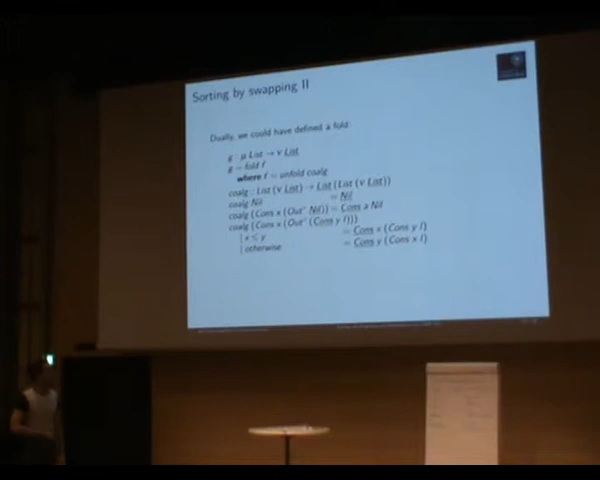 Sorting by swapping II
Dually, we could have defined a fold:
g : μ List → ν List
g = fold f
where f = unfold coalg
coalg : List (ν List) → List (List (ν List))
coalg Nil = Nil
coalg (Cons x (Out° Nil)) = Cons a Nil
coalg (Cons x (Out° (Cons y l)))
| x ≤ y = Cons x (Cons y l)
| otherwise = Cons y (Cons x l)